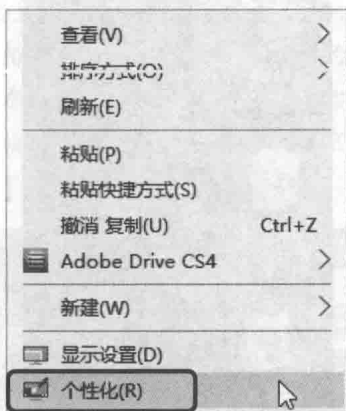 查看(V)
排序方式(O)
刷新(E)
粘贴(P)
粘贴快捷方式(S)
撤消 复制(U) Ctrl+Z
Adobe Drive CS4
新建(W)
显示设置(D)
个性化(R)